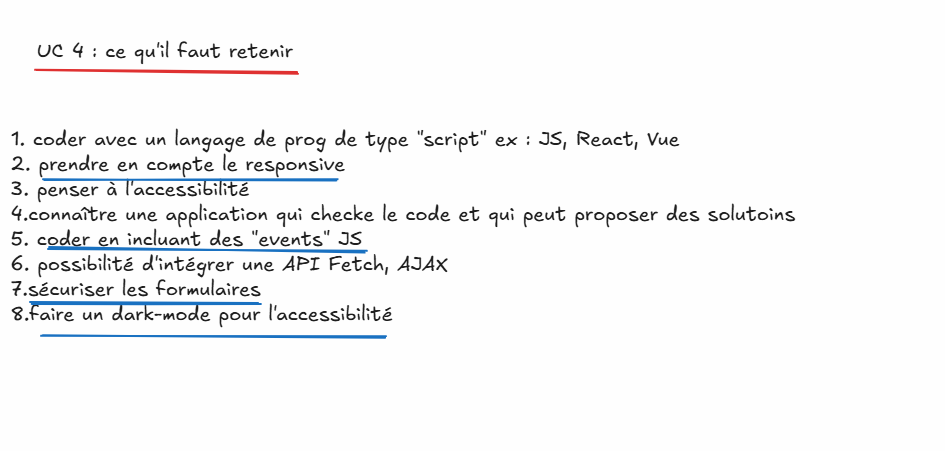 UC 4 : ce qu'il faut retenir
1. coder avec un langage de prog de type "script" ex : JS, React, Vue
2. prendre en compte le responsive
3. penser à l'accessibilité
4.connaître une application qui checke le code et qui peut proposer des solutoins
5. coder en incluant des "events" JS
6. possibilité d'intégrer une API Fetch, AJAX
7.sécuriser les formulaires
8.faire un dark-mode pour l'accessibilité